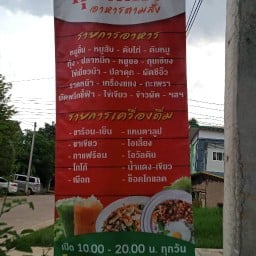 อาหารตามสั่ง
รายการอาหาร
หมูชิ้น - หมูสับ - ตับไก่ - ตับหมู
กุ้ง - ปลาหมึก - หมูยอ - กุนเชียง
ไข่เยี่ยวม้า - ปลาดุก - ผัดซีอิ๊ว
ราดหน้า - เครื่องแกง - กะเพรา
ผัดพริกขี้ฟ้า - ไข่เจียว - ข้าวผัด - ฯลฯ
รายการเครื่องดื่ม
- ชาร้อน-เย็น - แคนตาลูป
- ชาเขียว - โอเลี้ยง
- กาแฟร้อน - โอวัลติน
- โกโก้ - น้ำแดง-เขียว
- เผือก - ช็อคโกแลต
เปิด 10.00 - 20.00 น. ทุกวัน